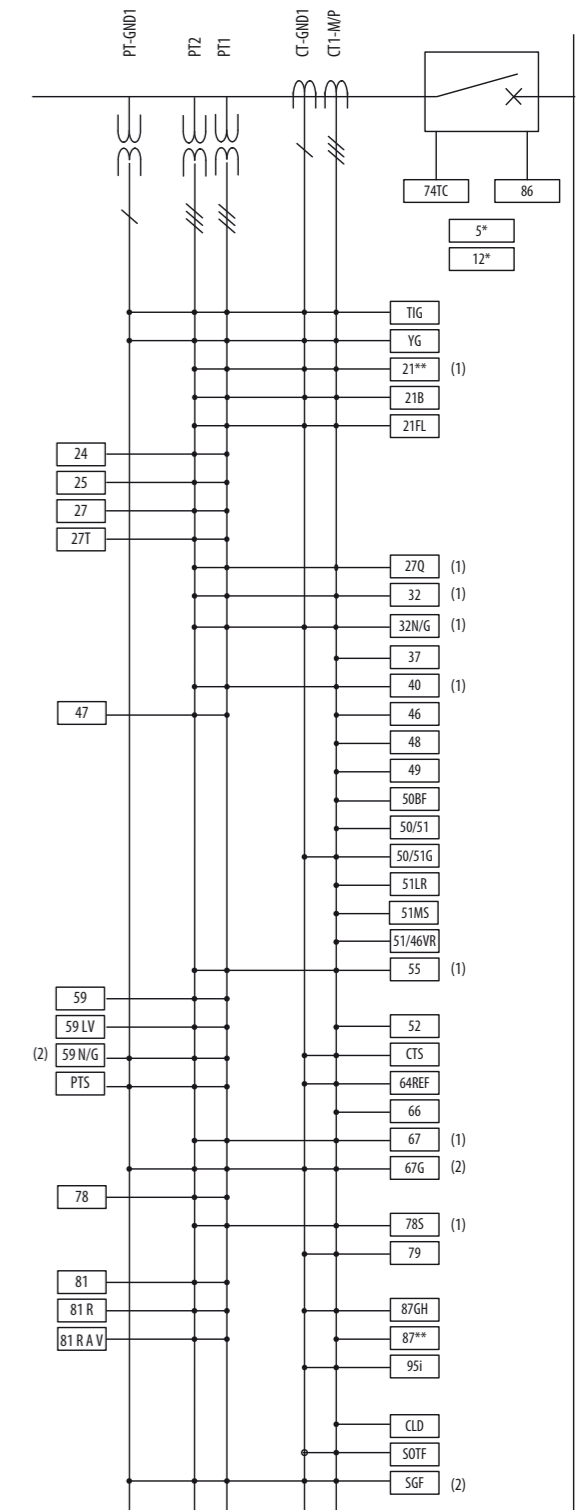 PT-GND1
PT2
PT1
CT-GND1
CT1-M/P
74TC
86
5*
12*
TIG
YG
21** (1)
21B
21FL
24
25
27
27T
27Q (1)
32 (1)
32N/G (1)
37
40 (1)
47
46
48
49
50BF
50/51
50/51G
51LR
51MS
51/46VR
55 (1)
59
59 LV
52
(2) 59 N/G
CTS
PTS
64REF
66
67 (1)
67G (2)
78
78S (1)
79
81
81 R
87GH
81 R A V
87**
95i
CLD
SOTF
SGF (2)